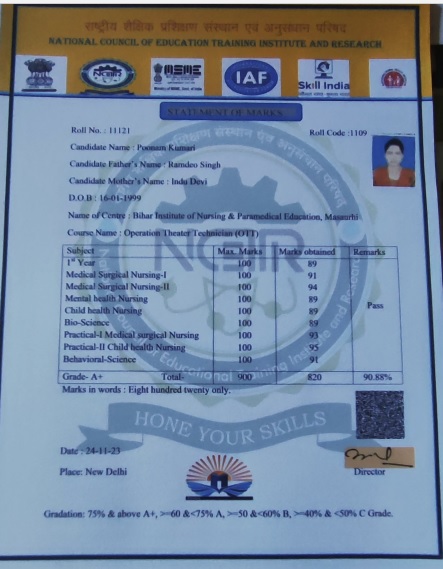 राष्ट्रीय शैक्षिक प्रशिक्षण संस्थान एवं अनुसंधान परिषद
NATIONAL COUNCIL OF EDUCATION TRAINING INSTITUTE AND RESEARCH
NCETIR
MSME
IAF
Skill India
STATEMENT OF MARKS
Roll No. : 11121 Roll Code :1109
Candidate Name : Poonam Kumari
Candidate Father's Name : Ramdeo Singh
Candidate Mother's Name : Indu Devi
D.O.B : 16-01-1999
Name of Centre : Bihar Institute of Nursing & Paramedical Education, Masaurhi
Course Name : Operation Theater Technician (OTT)
Subject Max. Marks Marks obtained Remarks
1st Year 100 89
Medical Surgical Nursing-I 100 91
Medical Surgical Nursing-II 100 94
Mental health Nursing 100 89
Child health Nursing 100 89
Bio-Science 100 89
Pass
Practical-I Medical surgical Nursing 100 93
Practical-II Child health Nursing 100 95
Behavioral-Science 100 91
Grade- A+ Total- 900 820 90.88%
Marks in words : Eight hundred twenty only.
HONE YOUR SKILLS
Date : 24-11-23
Place: New Delhi Director
Gradation: 75% & above A+, >=60 &<75% A, >=50 &<60% B, >=40% & <50% C Grade.